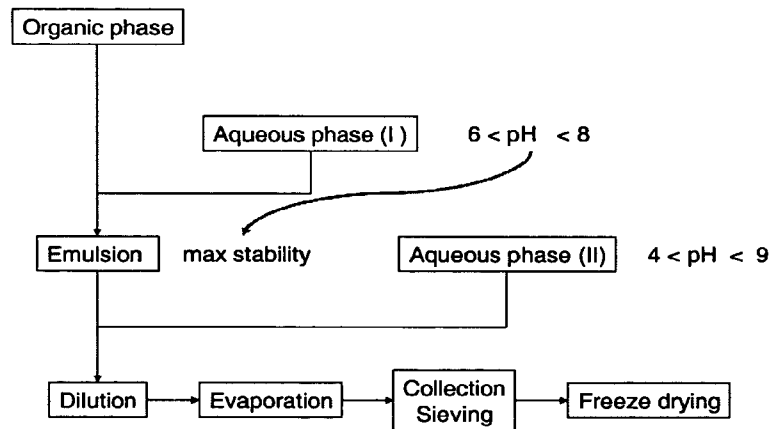 Organic phase
Aqueous phase (I )
6 < pH < 8
Emulsion
max stability
Aqueous phase (II)
4 < pH < 9
Dilution
Evaporation
Collection
Sieving
Freeze drying